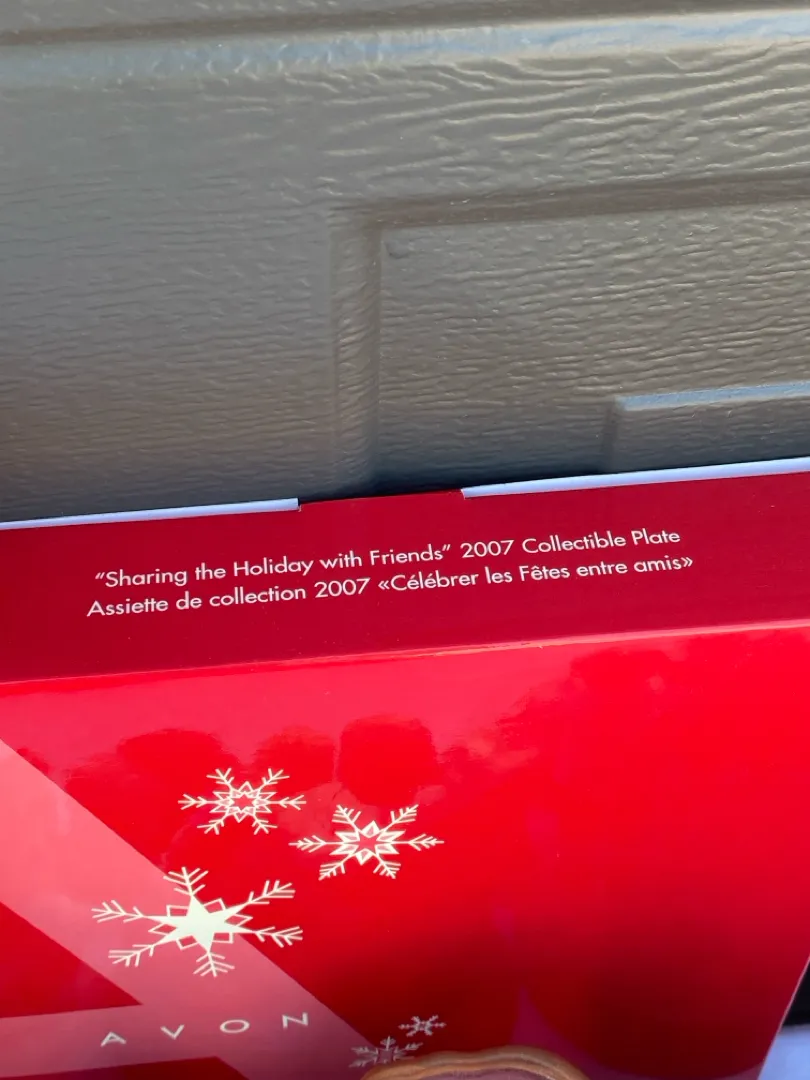 “Sharing the Holiday with Friends” 2007 Collectible Plate
Assiette de collection 2007 «Célébrer les Fêtes entre amis»
AVON